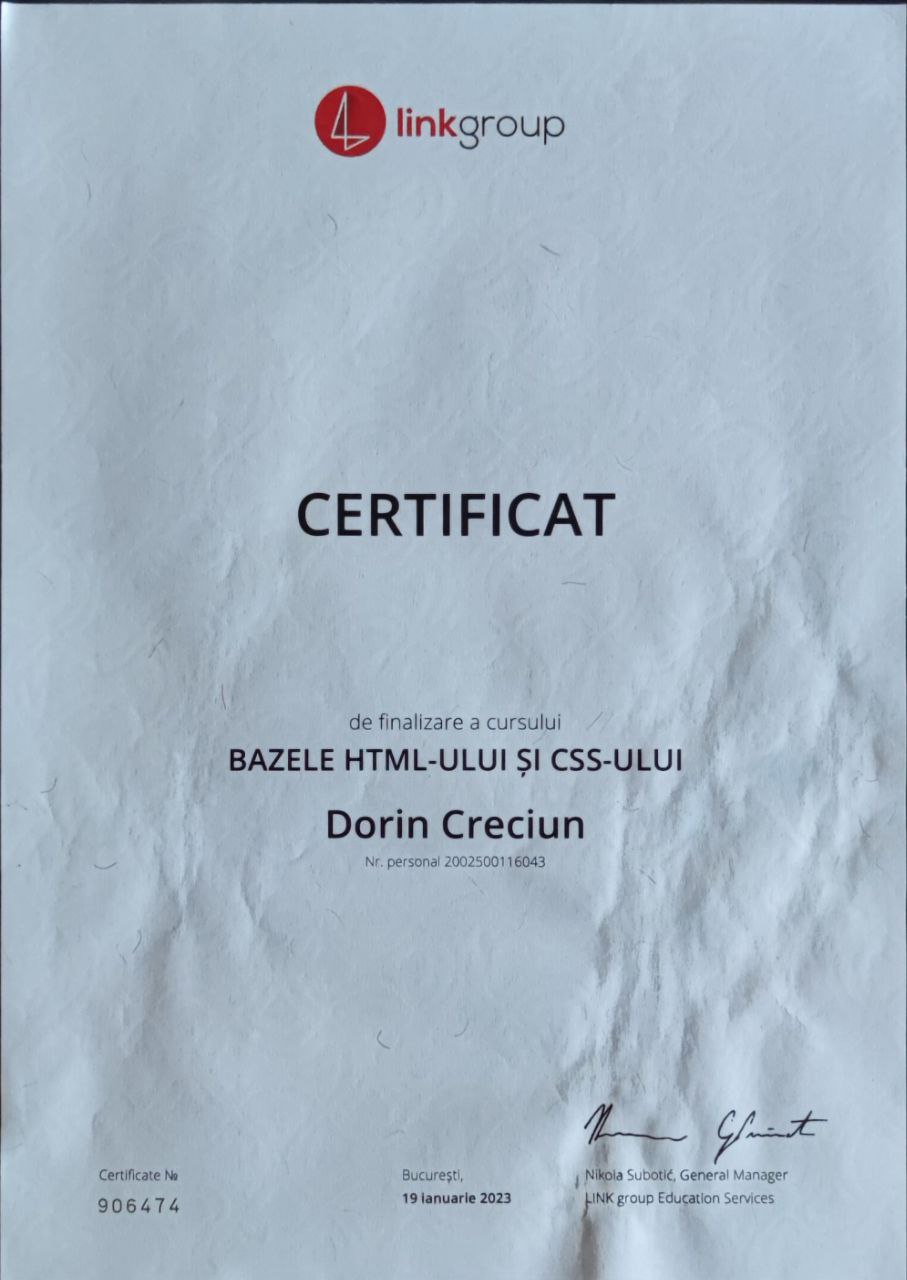 linkgroup
CERTIFICAT
de finalizare a cursului
BAZELE HTML-ULUI ȘI CSS-ULUI
Dorin Creciun
Nr. personal 2002500116043
Certificate №
906474
București,
19 ianuarie 2023
Nikola Subotić, General Manager
LINK group Education Services